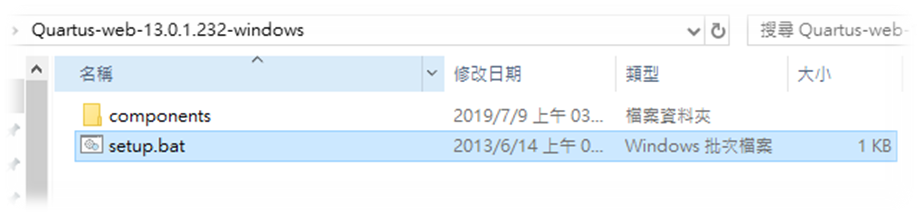 Quartus-web-13.0.1.232-windows 搜尋 Quartus-web-
名稱 修改日期 類型 大小
components 2019/7/9 上午 03... 檔案資料夾
setup.bat 2013/6/14 上午 0... Windows 批次檔案 1 KB